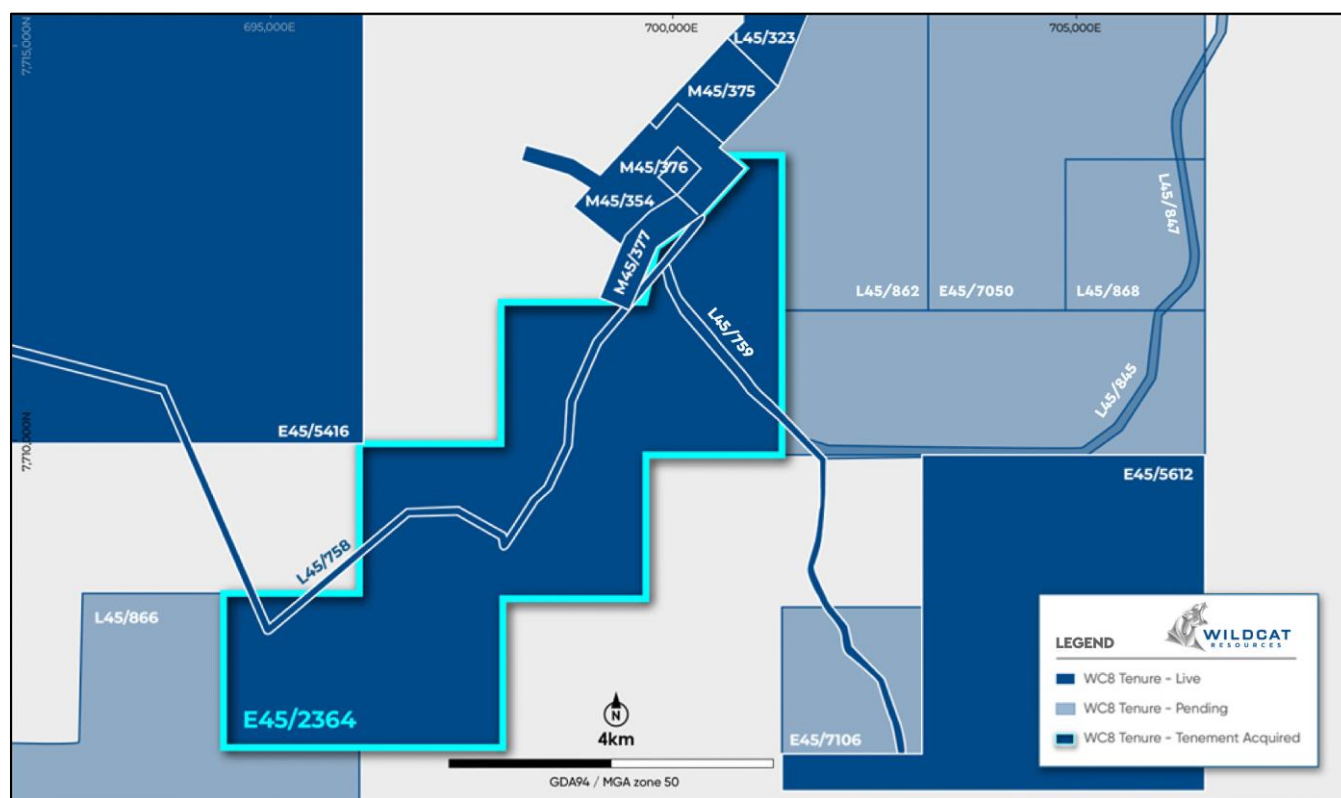 695,000E
700,000E
705,000E
7,715,000N
L45/323
M45/375
M45/376
M45/354
M45/377
L45/847
L45/862
E45/7050
L45/868
L45/759
L45/845
E45/5416
7,710,000N
E45/5612
L45/758
L45/866
E45/2364
N
4km
GDA94 / MGA zone 50
E45/7106
LEGEND
WILDCAT
RESOURCES
WC8 Tenure - Live
WC8 Tenure - Pending
WC8 Tenure - Tenement Acquired